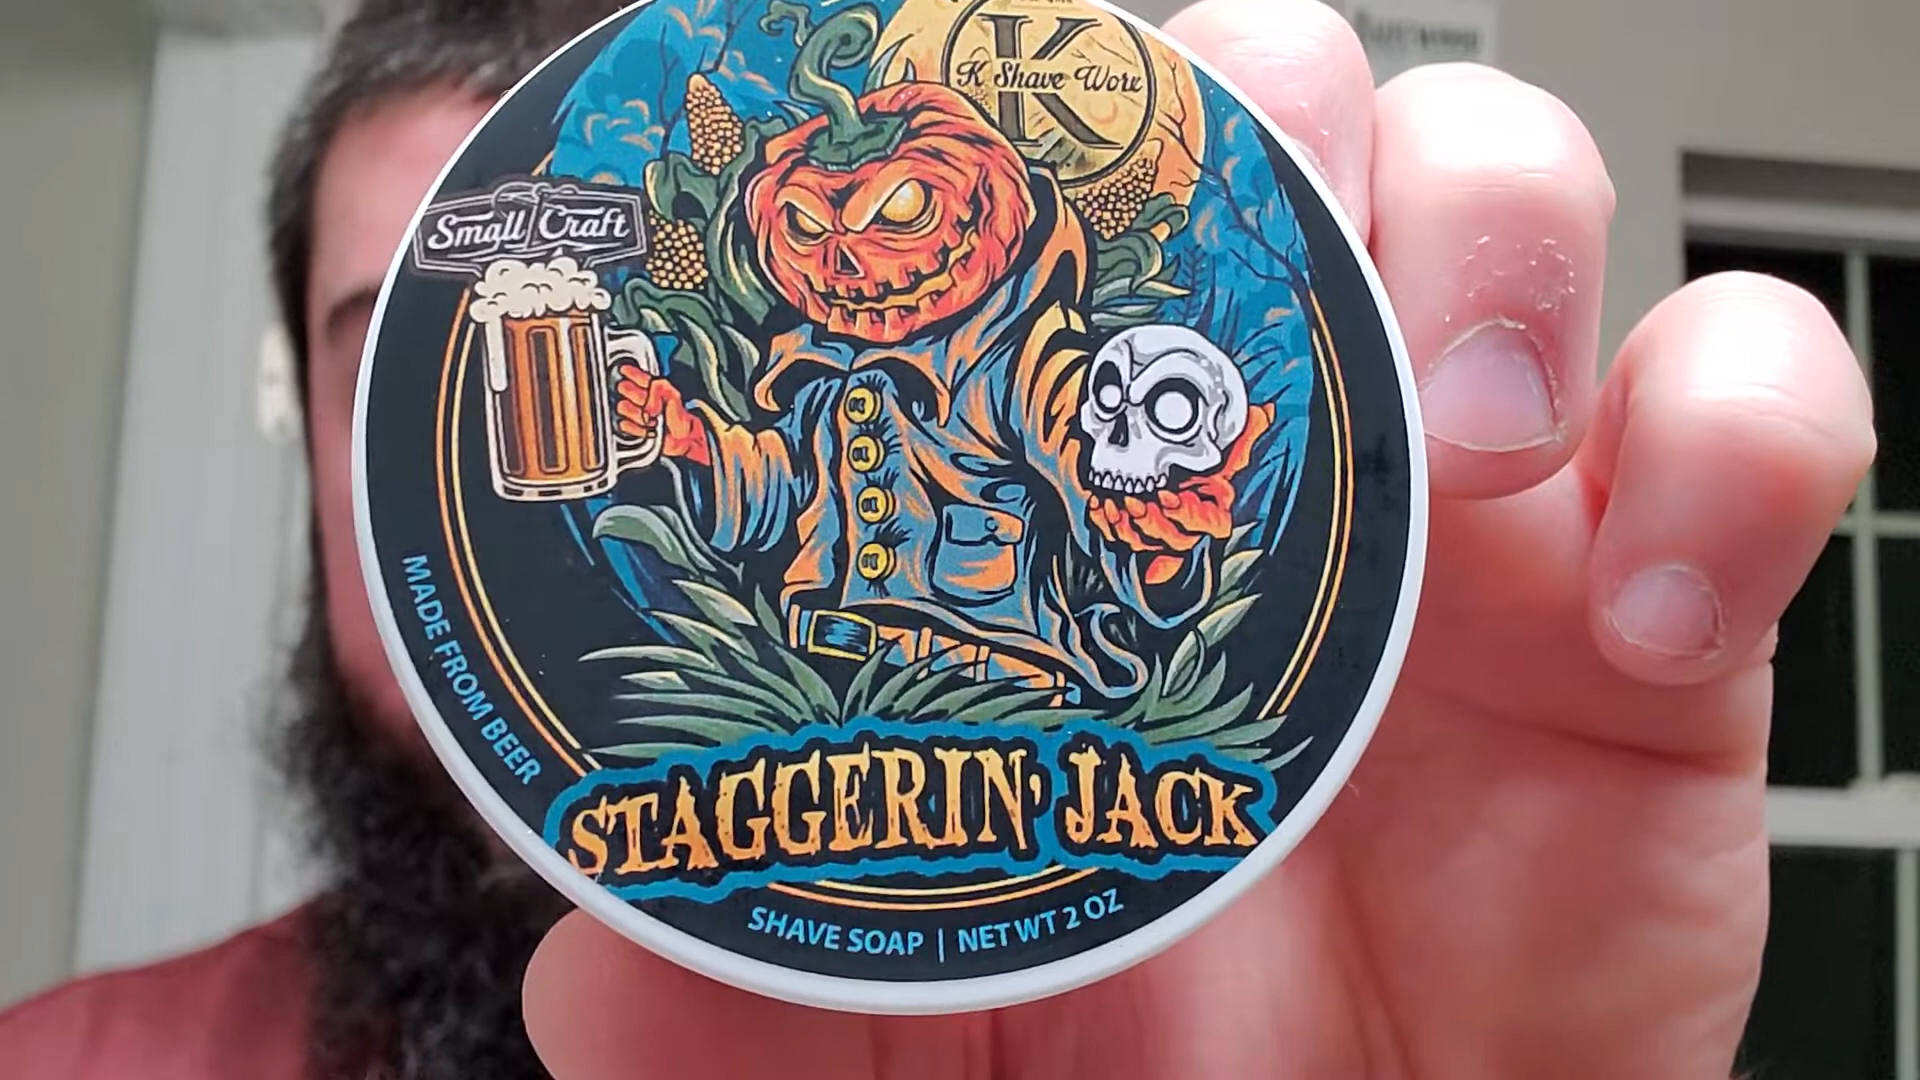 K
K Shave Worx
Small Craft
MADE FROM BEER
STAGGERIN' JACK
SHAVE SOAP | NET WT 2 OZ